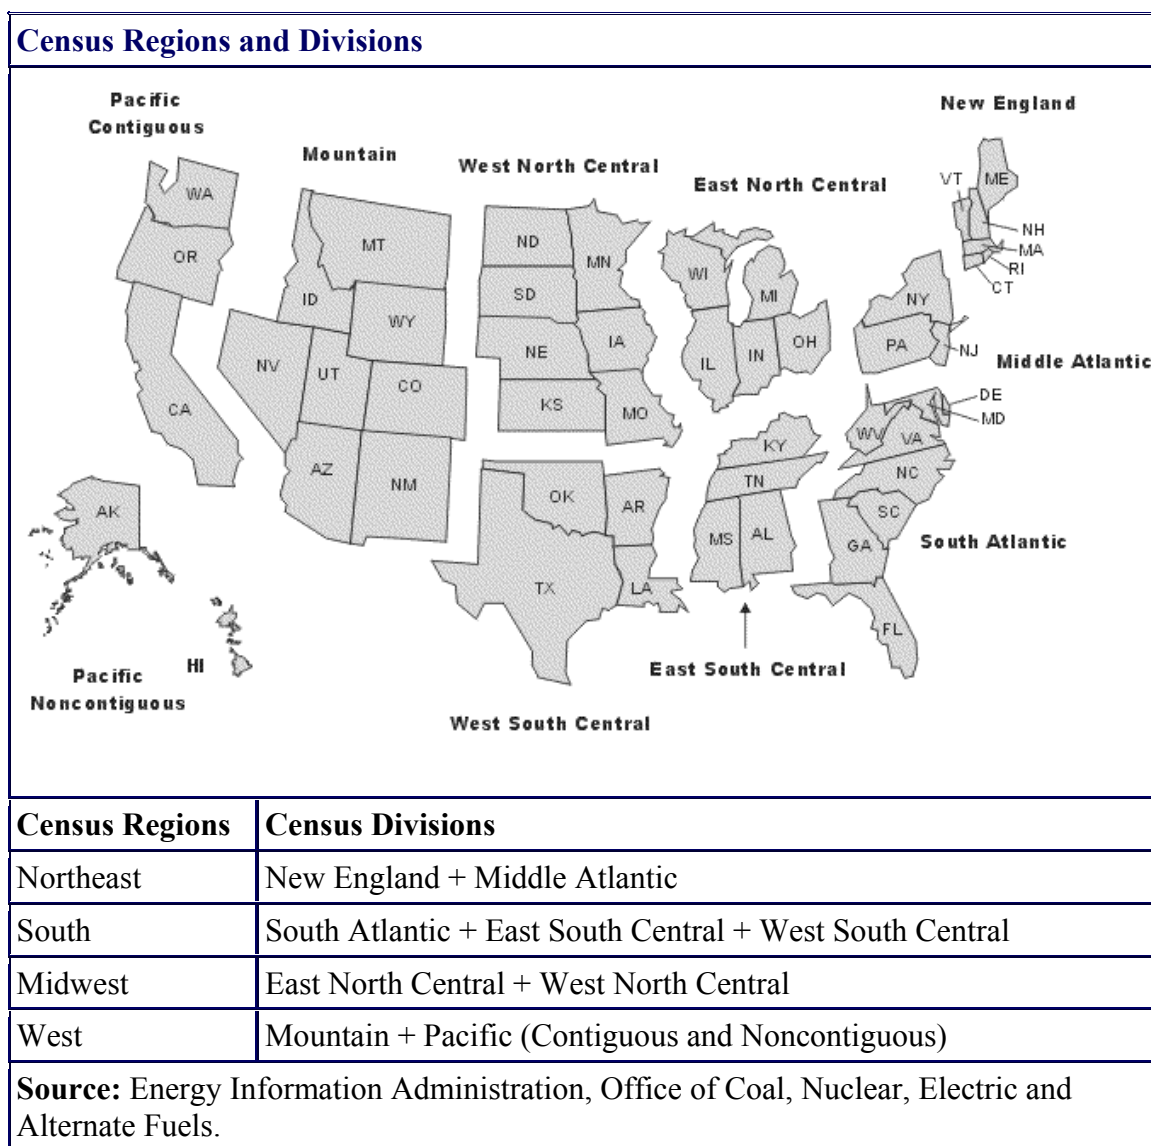 Census Regions and Divisions
Pacific
Contiguous
Mountain
West North Central
East North Central
New England
WA
OR
CA
MT
ID
WY
NV
UT
CO
AZ
NM
ND
SD
NE
KS
MN
IA
MO
WI
MI
IL
IN
OH
VT
ME
NH
MA
RI
CT
NY
PA
NJ
Middle Atlantic
DE
MD
WV
VA
NC
SC
GA
FL
South Atlantic
KY
TN
MS
AL
East South Central
OK
AR
TX
LA
West South Central
AK
HI
Pacific
Noncontiguous
Census Regions Census Divisions
Northeast New England + Middle Atlantic
South South Atlantic + East South Central + West South Central
Midwest East North Central + West North Central
West Mountain + Pacific (Contiguous and Noncontiguous)
Source: Energy Information Administration, Office of Coal, Nuclear, Electric and
Alternate Fuels.